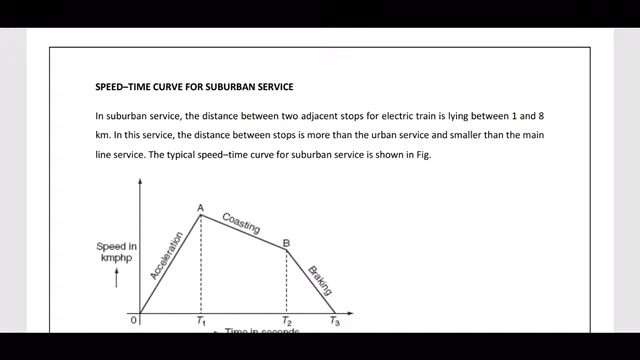 SPEED–TIME CURVE FOR SUBURBAN SERVICE
In suburban service, the distance between two adjacent stops for electric train is lying between 1 and 8
km. In this service, the distance between stops is more than the urban service and smaller than the main
line service. The typical speed–time curve for suburban service is shown in Fig.
A
Coasting
B
Speed in
kmphp
Acceleration
Braking
0
T1
T2
T3
Time in seconds